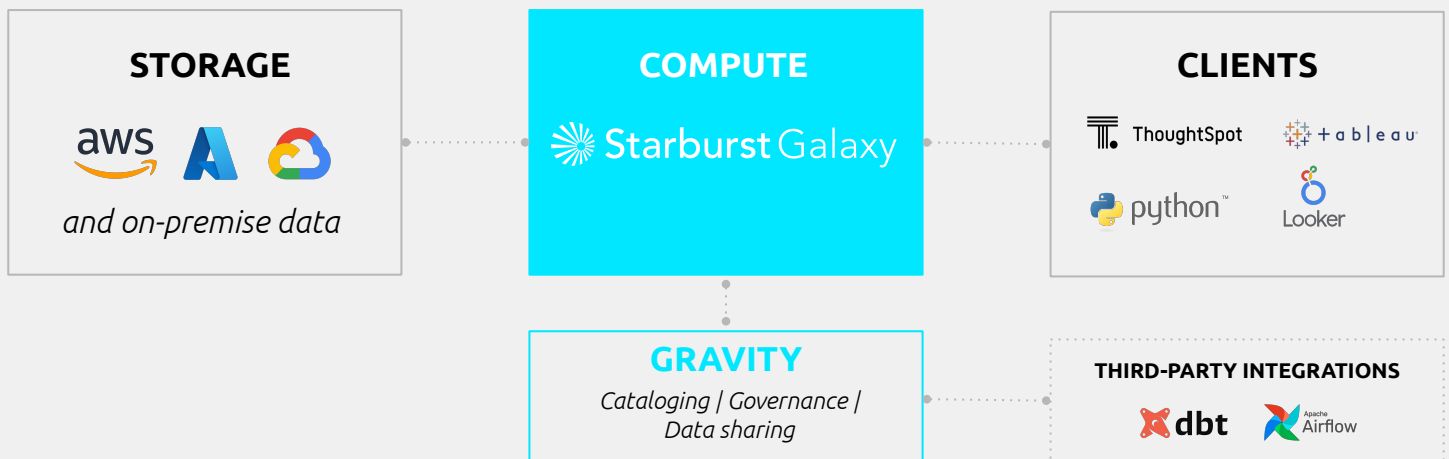 STORAGE
aws
and on-premise data
COMPUTE
Starburst Galaxy
CLIENTS
ThoughtSpot
+ a b | e a u
python™
Looker
GRAVITY
Cataloging | Governance |
Data sharing
THIRD-PARTY INTEGRATIONS
dbt
Apache
Airflow